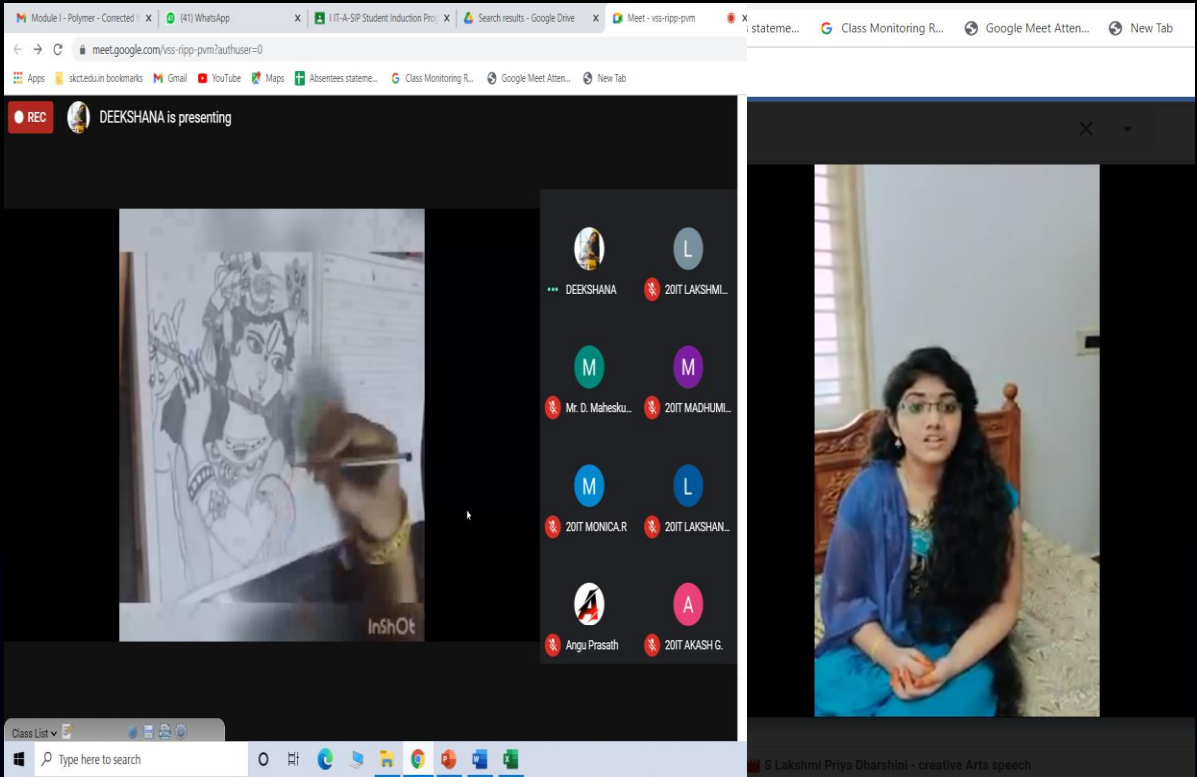 Module I - Polymer - Corrected
(41) WhatsApp
I IT-A-SIP Student Induction Pro
Search results - Google Drive
Meet - vss-ripp-pvm
meet.google.com/vss-ripp-pvm?authuser=0
Apps
skct.edu.in bookmarks
Gmail
YouTube
Maps
Absentees stateme...
Class Monitoring R...
Google Meet Atten...
New Tab
REC
DEEKSHANA is presenting
DEEKSHANA
L
20IT LAKSHMI...
M
Mr. D. Mahesku...
M
20IT MADHUMI...
M
20IT MONICA.R
L
20IT LAKSHAN...
Angu Prasath
A
20IT AKASH G.
InShOt
Class List
Type here to search
stateme...
Class Monitoring R...
Google Meet Atten...
New Tab
S Lakshmi Priya Dharshini - creative Arts speech